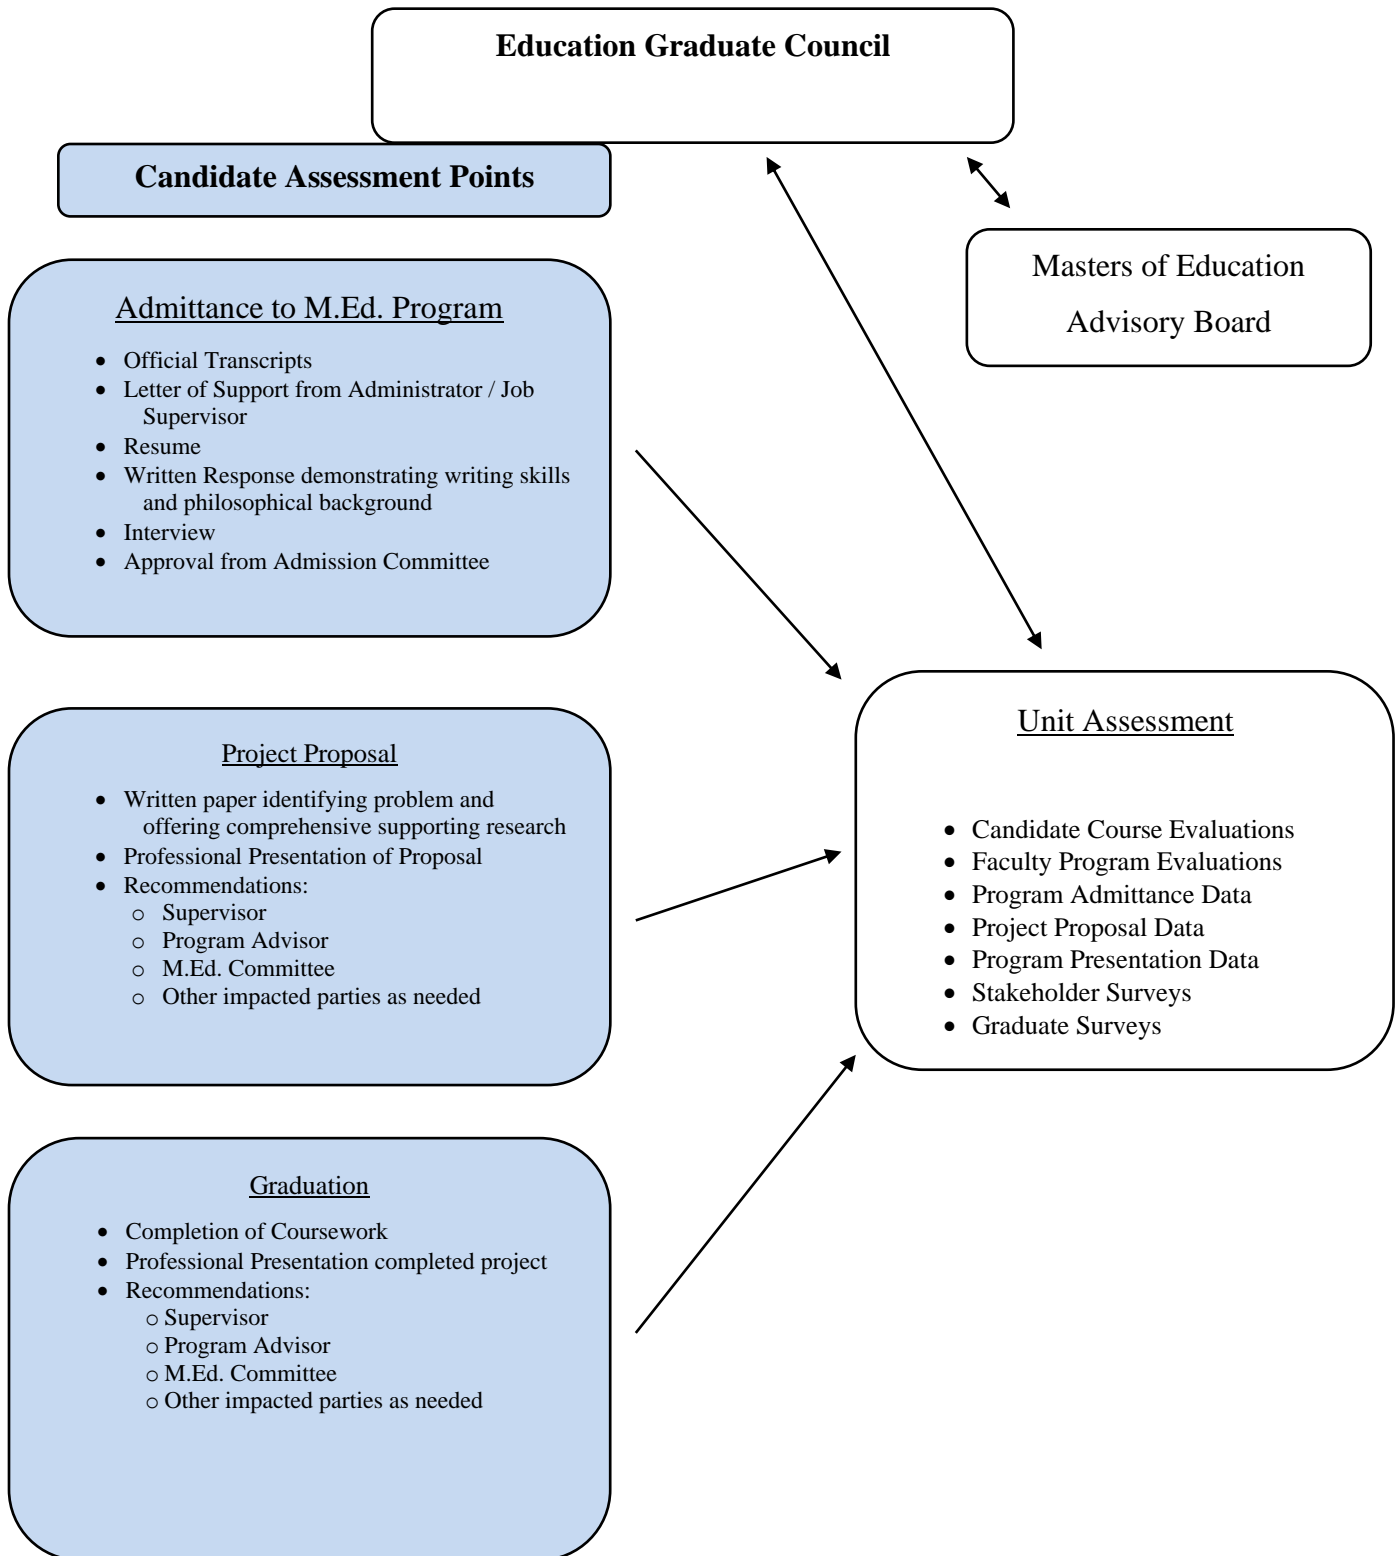 Education Graduate Council
Candidate Assessment Points
Masters of Education
Advisory Board
Admittance to M.Ed. Program
• Official Transcripts
• Letter of Support from Administrator / Job
Supervisor
• Resume
• Written Response demonstrating writing skills
and philosophical background
• Interview
• Approval from Admission Committee
Project Proposal
• Written paper identifying problem and
offering comprehensive supporting research
• Professional Presentation of Proposal
• Recommendations:
o Supervisor
o Program Advisor
o M.Ed. Committee
o Other impacted parties as needed
Unit Assessment
• Candidate Course Evaluations
• Faculty Program Evaluations
• Program Admittance Data
• Project Proposal Data
• Program Presentation Data
• Stakeholder Surveys
• Graduate Surveys
Graduation
• Completion of Coursework
• Professional Presentation completed project
• Recommendations:
o Supervisor
o Program Advisor
o M.Ed. Committee
o Other impacted parties as needed